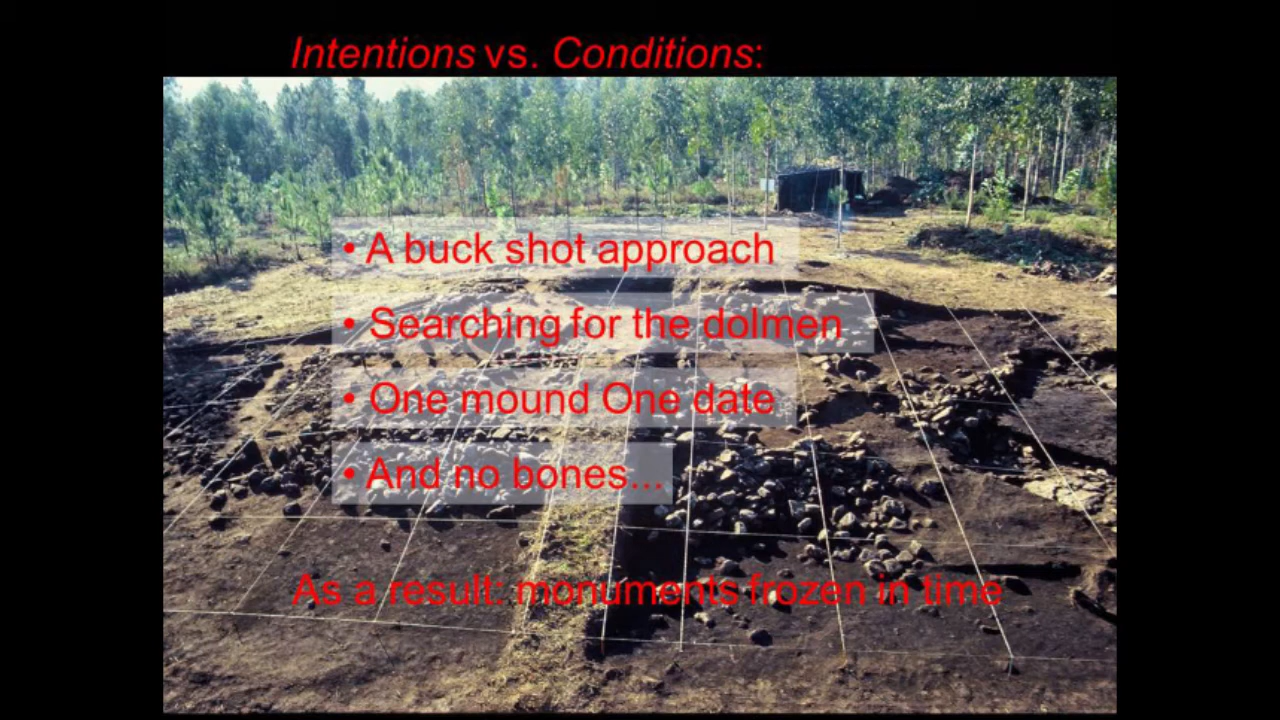 Intentions vs. Conditions:
• A buck shot approach
• Searching for the dolmen
• One mound One date
• And no bones...
As a result: monuments frozen in time